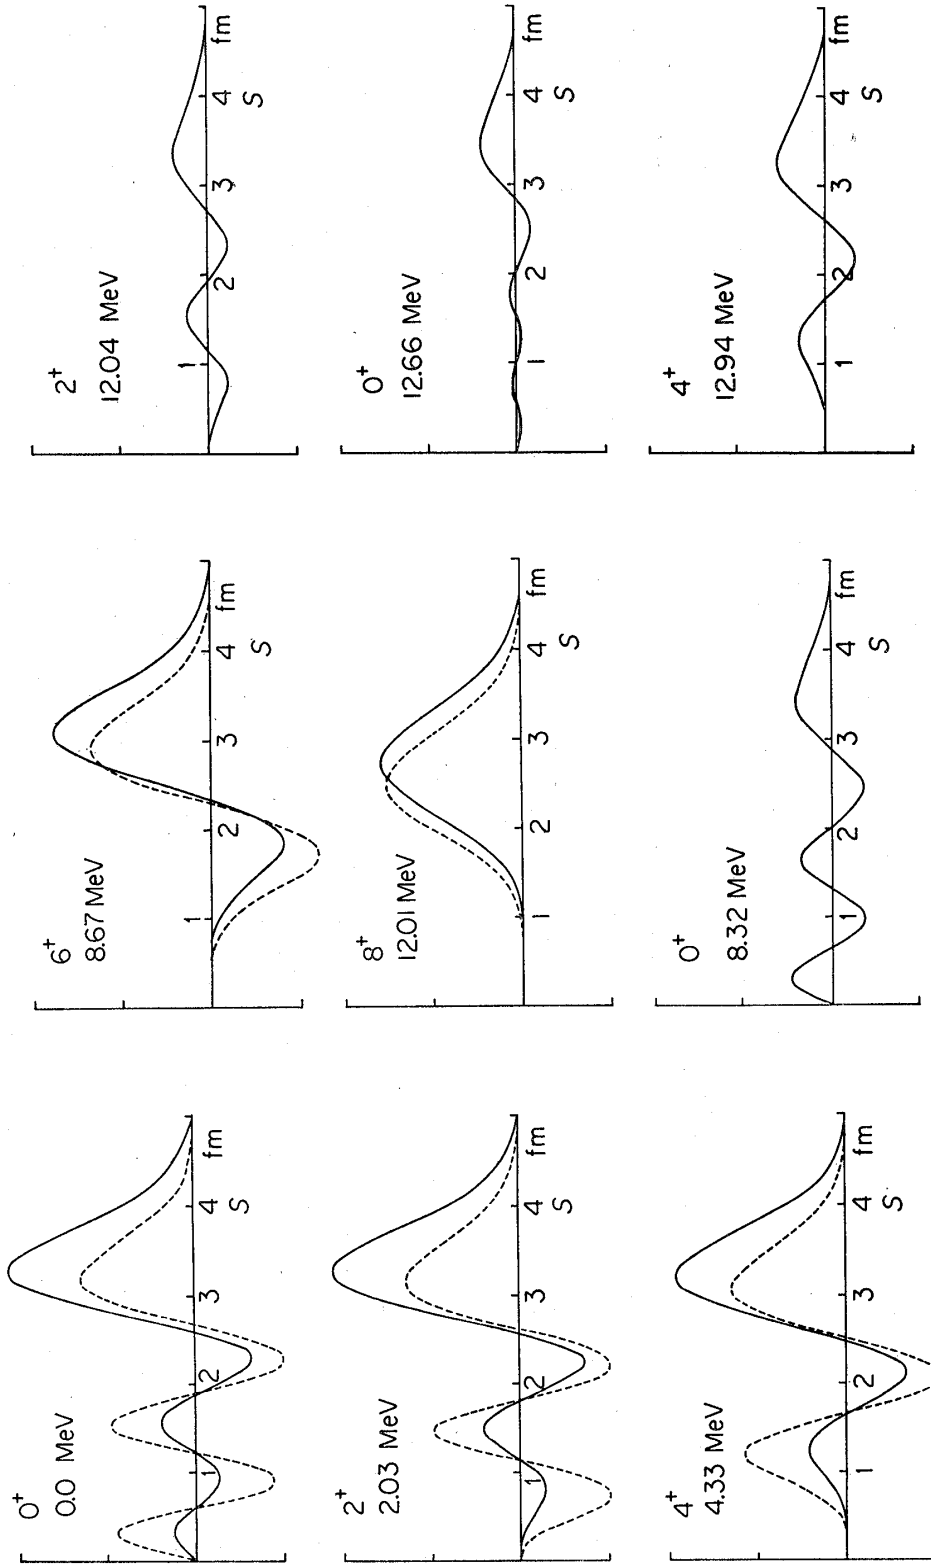 0+
0.0 MeV
1 2 3 4 fm
S
2+
2.03 MeV
1 2 3 4 fm
S
4+
4.33 MeV
1 2 3 4 fm
S
6+
8.67 MeV
1 2 3 4 fm
S
8+
12.01 MeV
1 2 3 4 fm
S
0+
8.32 MeV
1 2 3 4 fm
S
2+
12.04 MeV
1 2 3 4 fm
S
0+
12.66 MeV
1 2 3 4 fm
S
4+
12.94 MeV
1 2 3 4 fm
S